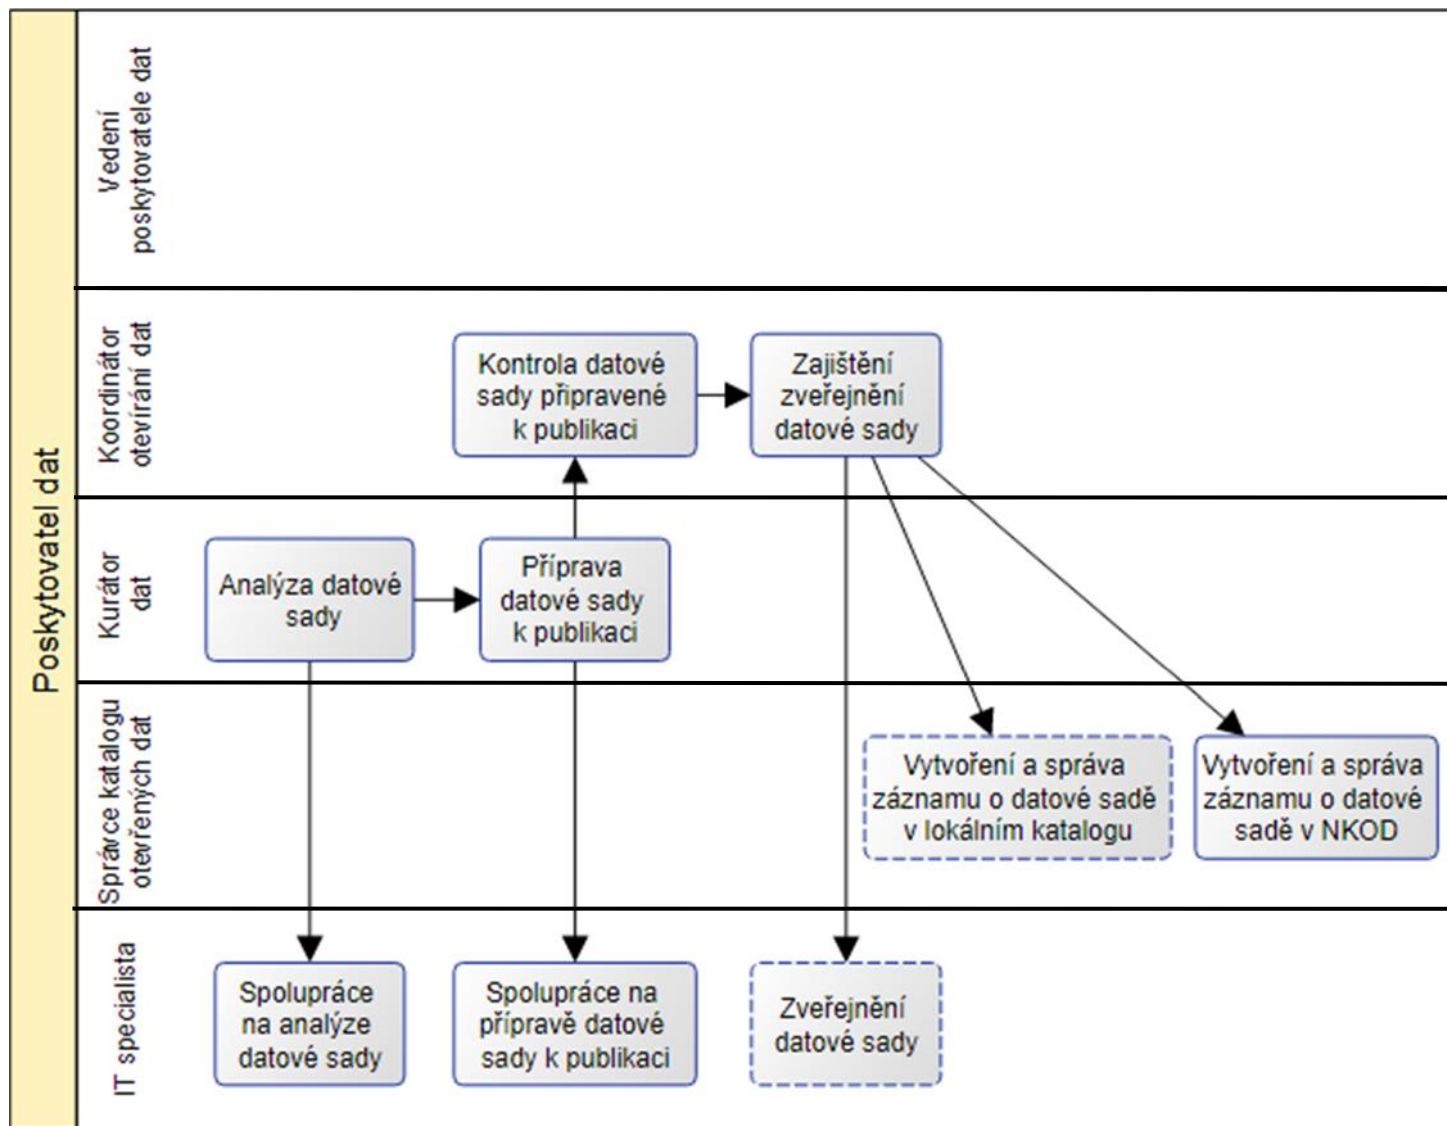 Poskytovatel dat
Vedení
poskytovatele dat
Koordinátor
otevírání dat
Kontrola datové
sady připravené
k publikaci
Zajištění
zveřejnění
datové sady
Kurátor
dat
Analýza datové
sady
Příprava
datové sady
k publikaci
Správce katalogu
otevřených dat
Vytvoření a správa
záznamu o datové sadě
v lokálním katalogu
Vytvoření a správa
záznamu o datové
sadě v NKOD
IT specialista
Spolupráce
na analýze
datové sady
Spolupráce na
přípravě datové
sady k publikaci
Zveřejnění
datové sady